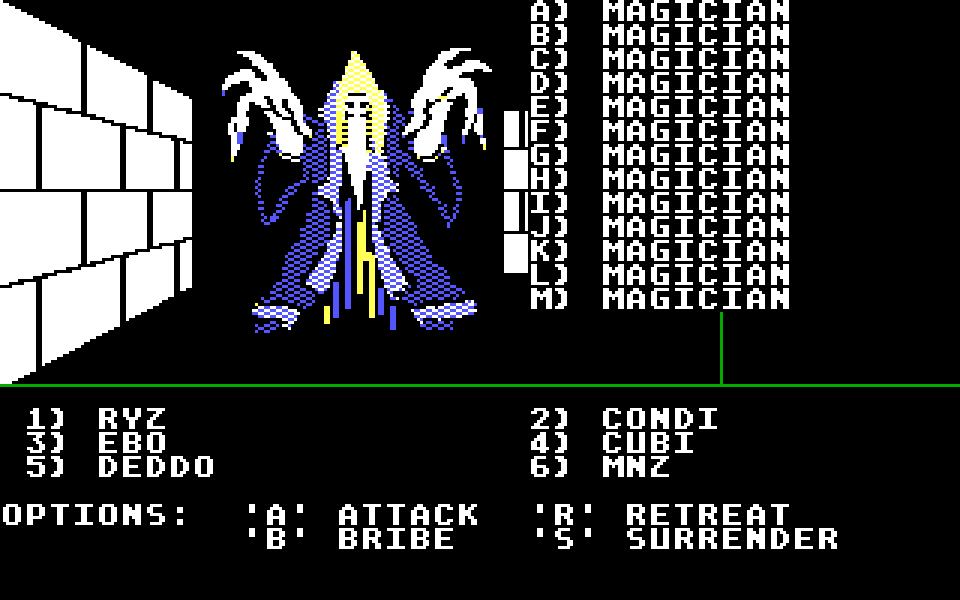 A) MAGICIAN
B) MAGICIAN
C) MAGICIAN
D) MAGICIAN
E) MAGICIAN
F) MAGICIAN
G) MAGICIAN
H) MAGICIAN
I) MAGICIAN
J) MAGICIAN
K) MAGICIAN
L) MAGICIAN
M) MAGICIAN
1) RYZ 2) CONDI
3) EBO 4) CUBI
5) DEDDO 6) MNZ
OPTIONS: 'A' ATTACK 'R' RETREAT
'B' BRIBE 'S' SURRENDER